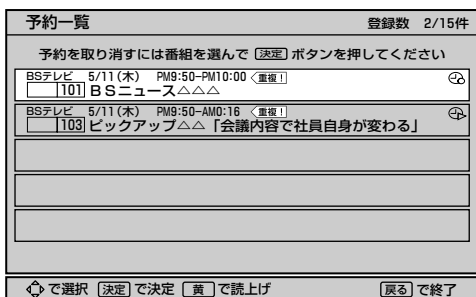 予約一覧 登録数 2/15件
予約を取り消すには番組を選んで 決定 ボタンを押してください
BSテレビ 5/11(木) PM9:50-PM10:00 重複!
101 BSニュース△△△
BSテレビ 5/11(木) PM9:50-AM0:16 重複!
103 ピックアップ△△「会議内容で社員自身が変わる」
で選択 決定 で決定 黄 で読上げ 戻る で終了